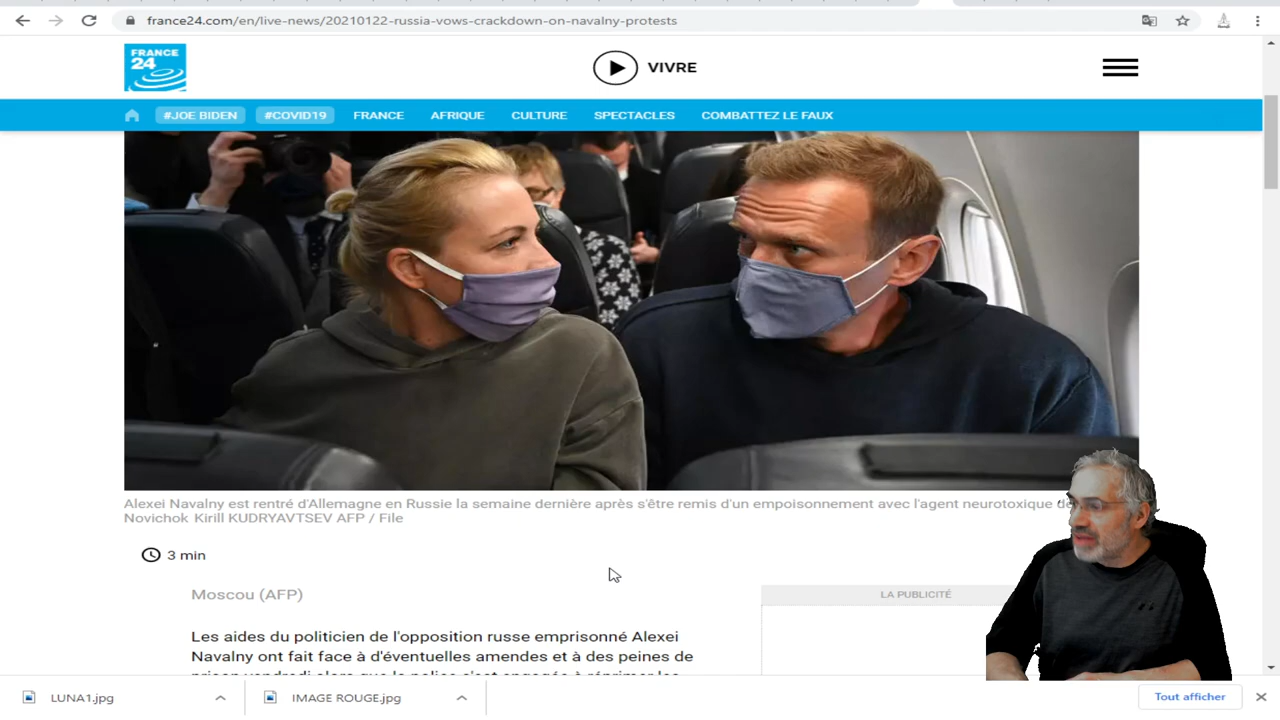 france24.com/en/live-news/20210122-russia-vows-crackdown-on-navalny-protests
FRANCE
24
VIVRE
#JOE BIDEN #COVID19 FRANCE AFRIQUE CULTURE SPECTACLES COMBATTEZ LE FAUX
Alexei Navalny est rentré d'Allemagne en Russie la semaine dernière après s'être remis d'un empoisonnement avec l'agent neurotoxique
Novichok Kirill KUDRYAVTSEV AFP / File
3 min
Moscou (AFP)
LA PUBLICITÉ
Les aides du politicien de l'opposition russe emprisonné Alexei
Navalny ont fait face à d'éventuelles amendes et à des peines de
LUNA1.jpg
IMAGE ROUGE.jpg
Tout afficher